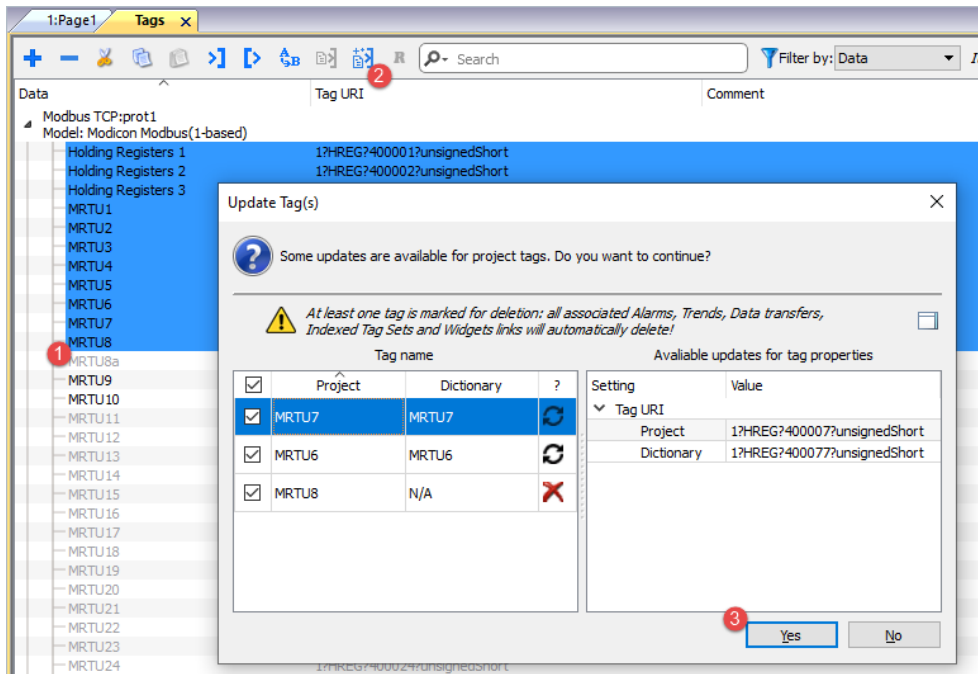 1:Page1 Tags x
R Search Filter by: Data
2
Data Tag URI Comment
Modbus TCP:prot1
Model: Modicon Modbus(1-based)
Holding Registers 1 1?HREG?400001?unsignedShort
Holding Registers 2 1?HREG?400002?unsignedShort
Holding Registers 3
MRTU1
MRTU2
MRTU3
MRTU4
MRTU5
MRTU6
MRTU7
MRTU8
1
MRTU8a
MRTU9
MRTU10
MRTU11
MRTU12
MRTU13
MRTU14
MRTU15
MRTU16
MRTU17
MRTU18
MRTU19
MRTU20
MRTU21
MRTU22
MRTU23
MRTU24 1?HREG?400024?unsignedShort
Update Tag(s)
Some updates are available for project tags. Do you want to continue?
At least one tag is marked for deletion: all associated Alarms, Trends, Data transfers,
Indexed Tag Sets and Widgets links will automatically delete!
Tag name Avaliable updates for tag properties
Project Dictionary ? Setting Value
MRTU7 MRTU7
MRTU6 MRTU6
MRTU8 N/A
Tag URI
Project 1?HREG?400007?unsignedShort
Dictionary 1?HREG?400077?unsignedShort
3
Yes No